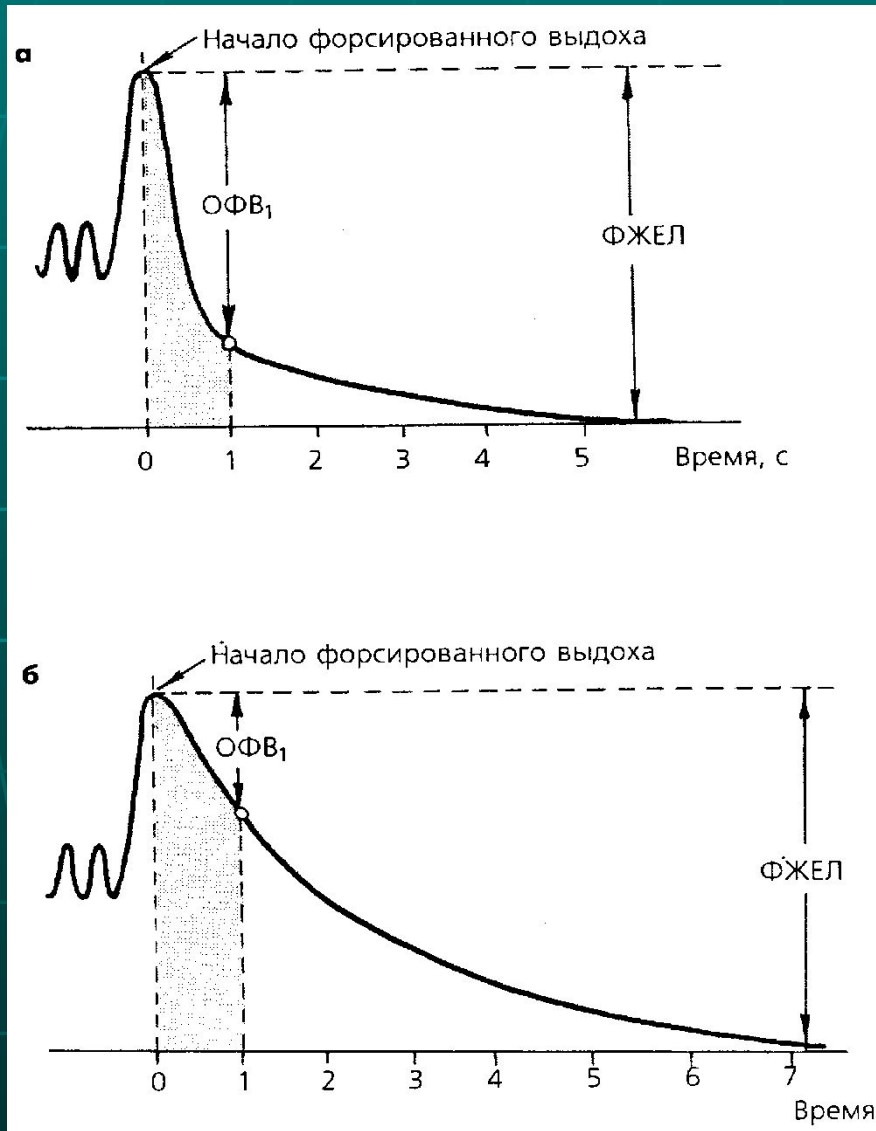 а
Начало форсированного выдоха
ОФВ₁
ФЖЕЛ
0 1 2 3 4 5 Время, с
б
Начало форсированного выдоха
ОФВ₁
ФЖЕЛ
0 1 2 3 4 5 6 7
Время